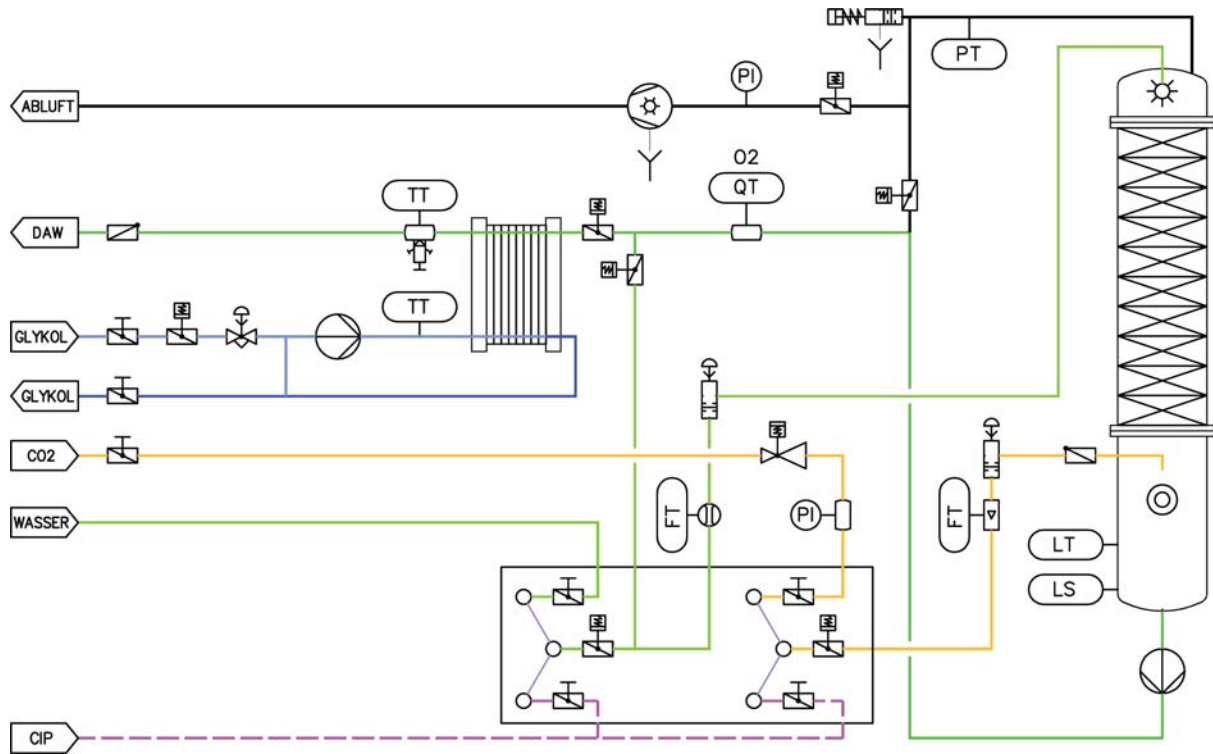 PT
PI
ABLUFT
O2
QT
TT
DAW
TT
GLYKOL
GLYKOL
CO2
WASSER
FT
PI
FT
LT
LS
CIP